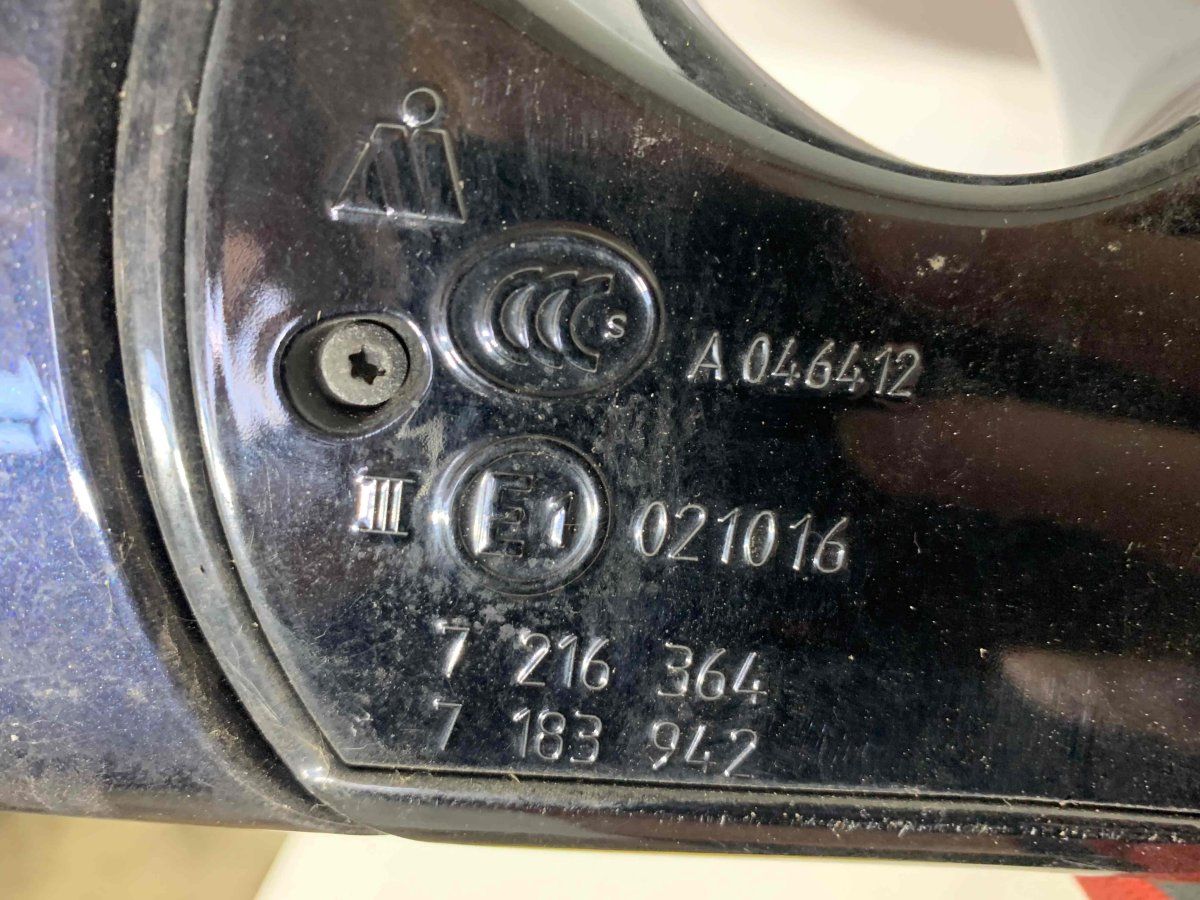 CCC S A 046412
III E1 021016
7 216 364
7 183 942